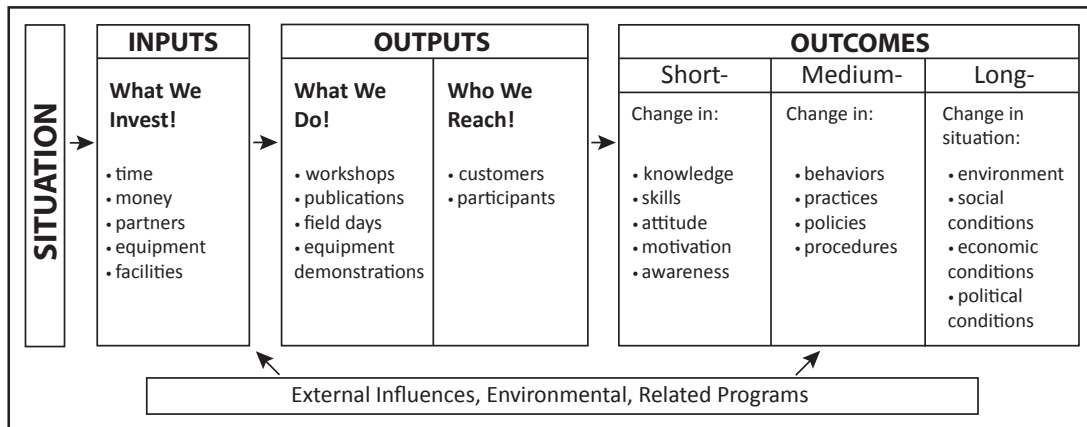 SITUATION
INPUTS
What We
Invest!
• time
• money
• partners
• equipment
• facilities
OUTPUTS
What We
Do!
• workshops
• publications
• field days
• equipment
demonstrations
Who We
Reach!
• customers
• participants
OUTCOMES
Short-
Change in:
• knowledge
• skills
• attitude
• motivation
• awareness
Medium-
Change in:
• behaviors
• practices
• policies
• procedures
Long-
Change in
situation:
• environment
• social
conditions
• economic
conditions
• political
conditions
External Influences, Environmental, Related Programs